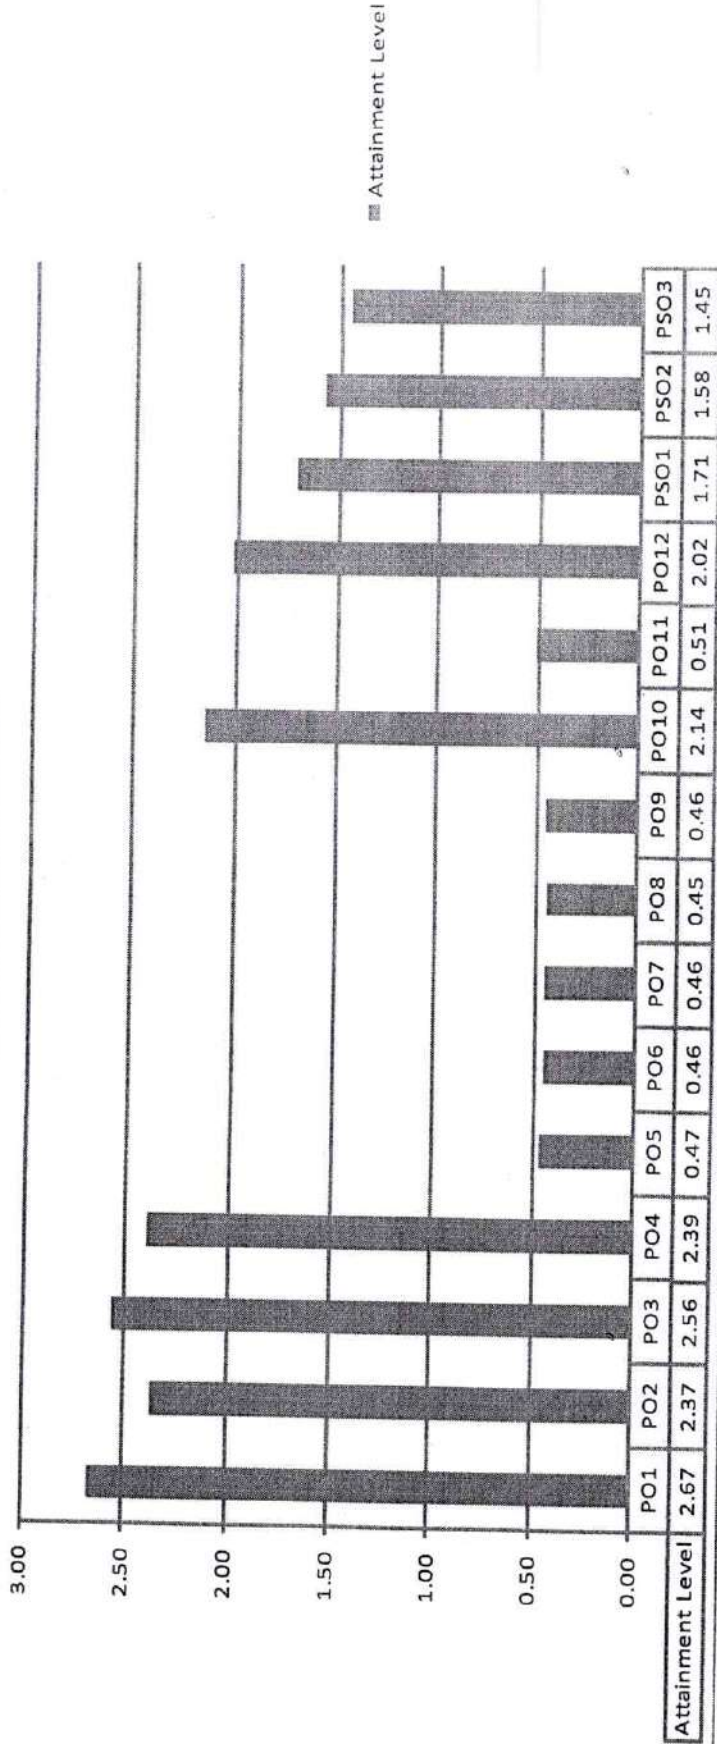 3.00
2.50
2.00
1.50
1.00
0.50
0.00
PO1 PO2 PO3 PO4 PO5 PO6 PO7 PO8 PO9 PO10 PO11 PO12 PSO1 PSO2 PSO3
Attainment Level 2.67 2.37 2.56 2.39 0.47 0.46 0.46 0.45 0.46 2.14 0.51 2.02 1.71 1.58 1.45
Attainment Level